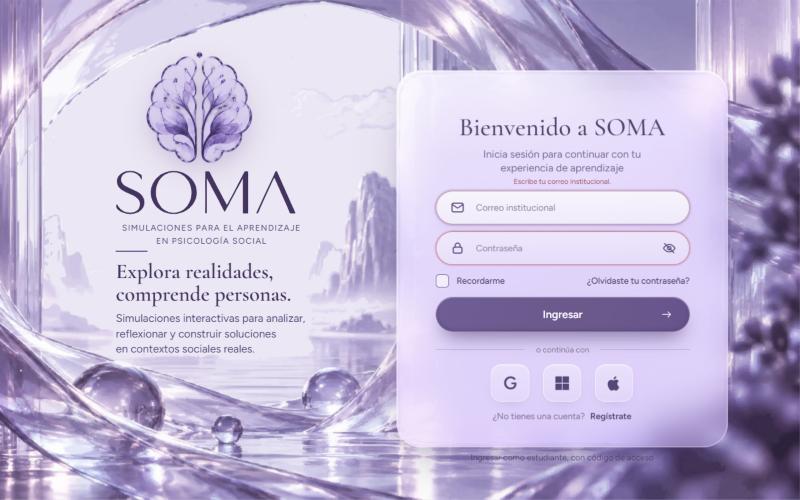 SOMA
SIMULACIONES PARA EL APRENDIZAJE
EN PSICOLOGÍA SOCIAL
Explora realidades,
comprende personas.
Simulaciones interactivas para analizar,
reflexionar y construir soluciones
en contextos sociales reales.
Bienvenido a SOMA
Inicia sesión para continuar con tu
experiencia de aprendizaje
Escribe tu correo institucional.
Correo institucional
Contraseña
Recordarme
¿Olvidaste tu contraseña?
Ingresar
o continúa con
G
¿No tienes una cuenta? Regístrate
Ingresar como estudiante, con código de acceso